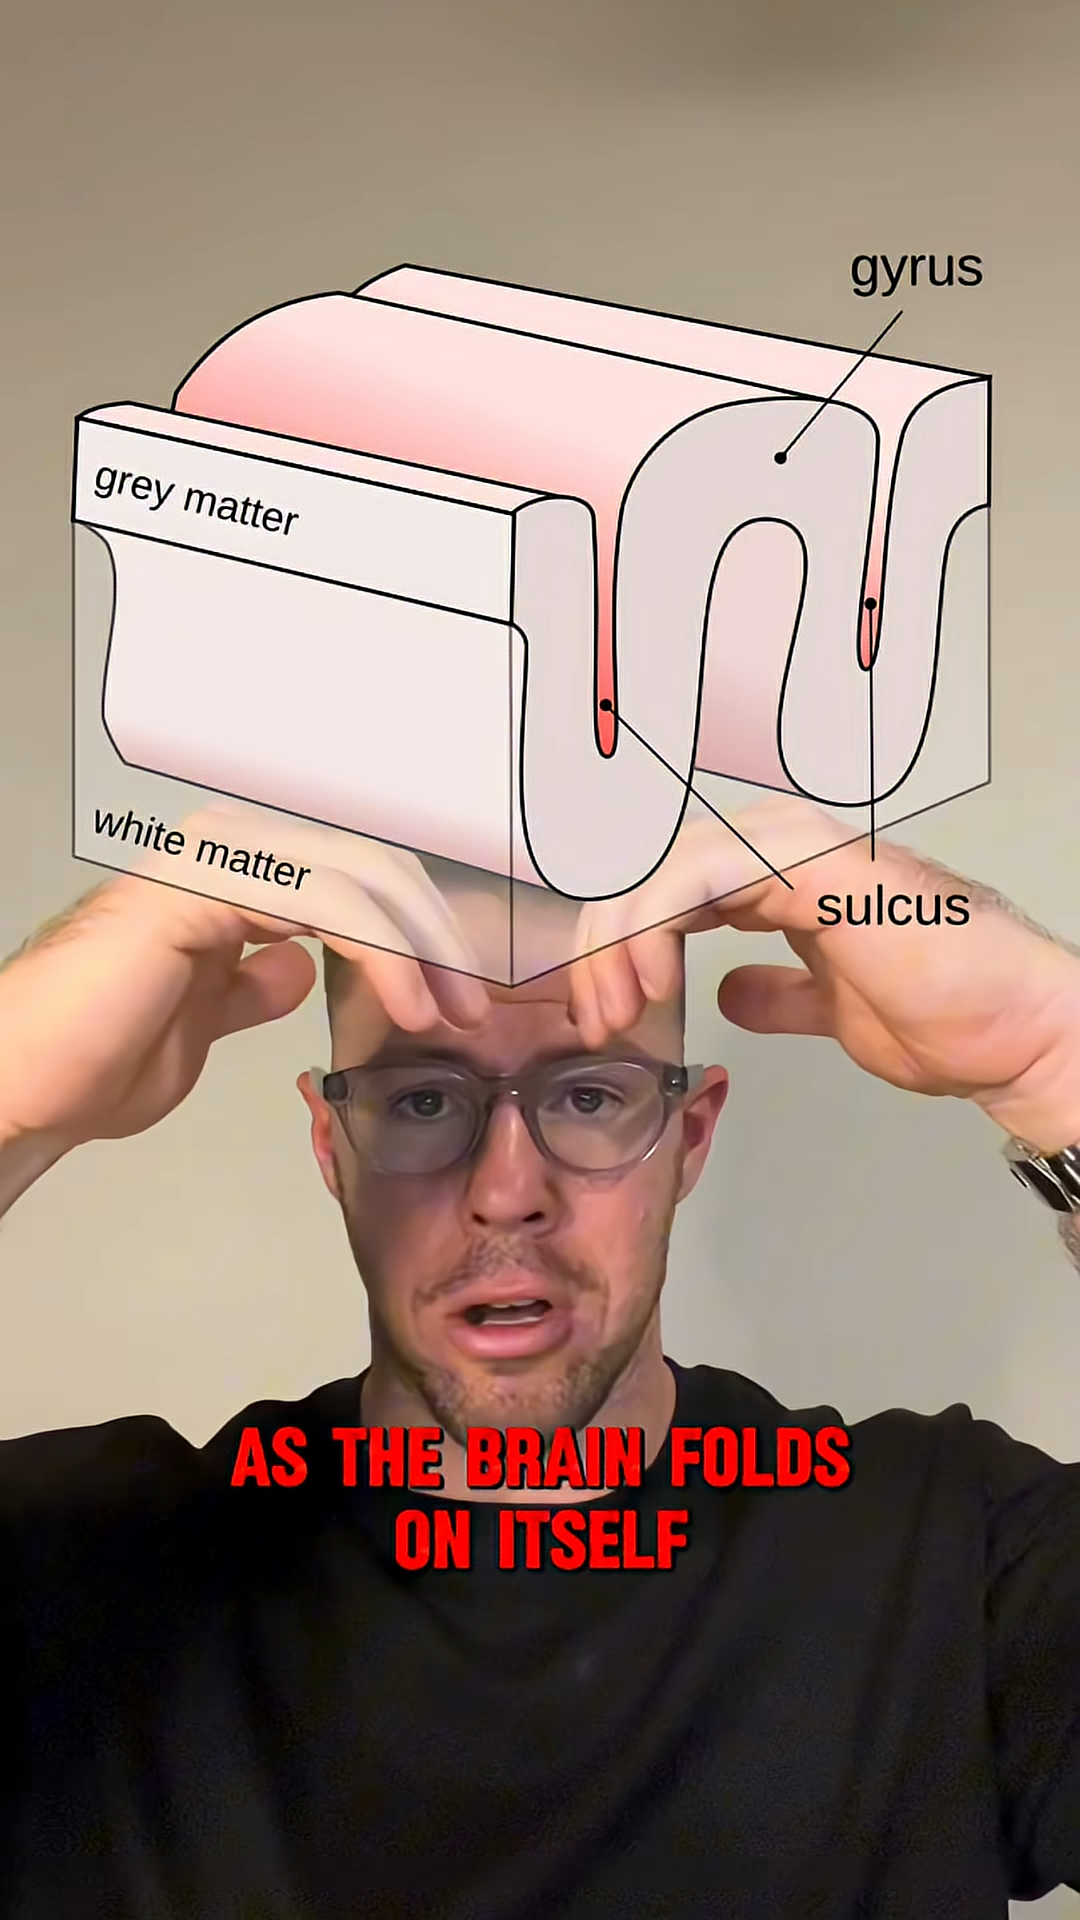 gyrus
grey matter
white matter
sulcus
AS THE BRAIN FOLDS
ON ITSELF